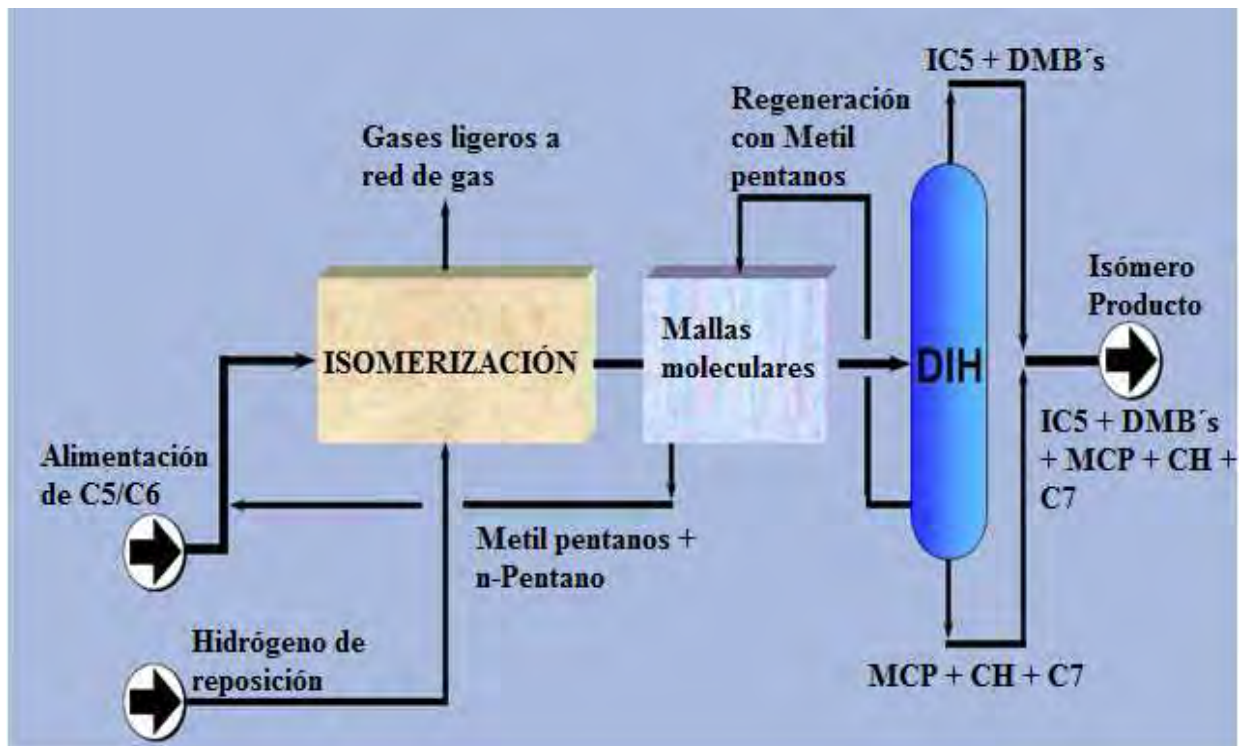 IC5 + DMB´s
Regeneración
con Metil
pentanos
Gases ligeros a
red de gas
Isómero
Producto
ISOMERIZACIÓN
Mallas
moleculares
DIH
IC5 + DMB´s
+ MCP + CH +
C7
Alimentación
de C5/C6
Metil pentanos +
n-Pentano
Hidrógeno de
reposición
MCP + CH + C7